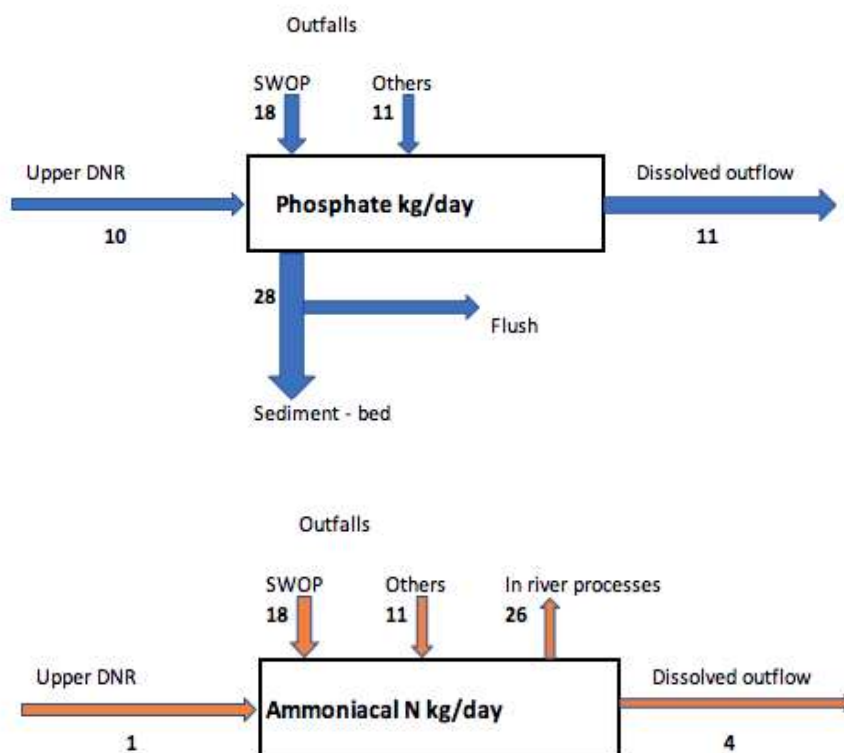 Outfalls
SWOP Others
18 11
Upper DNR Dissolved outflow
Phosphate kg/day
10 11
28
Flush
Sediment - bed
Outfalls
SWOP Others In river processes
18 11 26
Upper DNR Dissolved outflow
Ammoniacal N kg/day
1 4